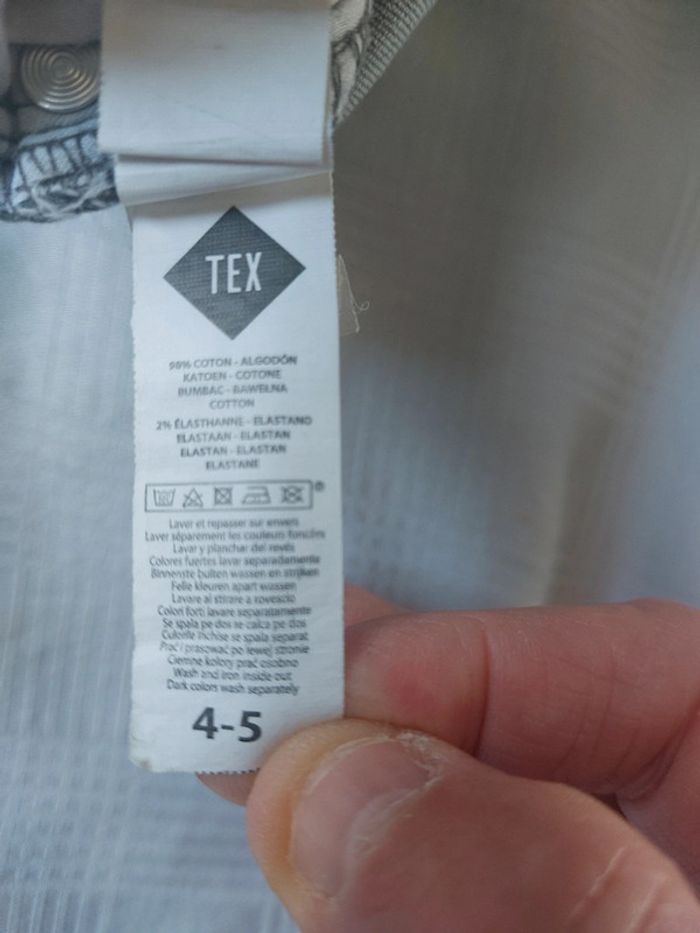 TEX
98% COTON - ALGODÓN
KATOEN - COTONE
BUMBAC - BAWEŁNA
COTTON
2% ÉLASTHANNE - ELASTANO
ELASTAAN - ELASTAN
ELASTAN - ELASTAN
ELASTANE
®
Laver et repasser sur envers
Laver séparément les couleurs foncées
Lavar y planchar del revés
Colores fuertes lavar separadamente
Binnenste buiten wassen en strijken
Felle kleuren apart wassen
Lavare al stirare a rovescio
Colori forti lavare separatamente
Se spala pe dos se calca pe dos
Culorile inchise se spala separat
Prać i prasować po lewej stronie
Ciemne kolory prać osobno
Wash and iron inside out
Dark colors wash separately
4-5